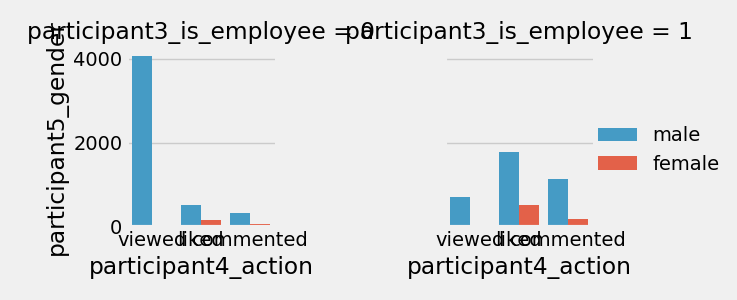 participant3_is_employee = 0
participant3_is_employee = 1
participant5_gender
4000
2000
0
viewed liked commented
viewed liked commented
participant4_action
participant4_action
male
female